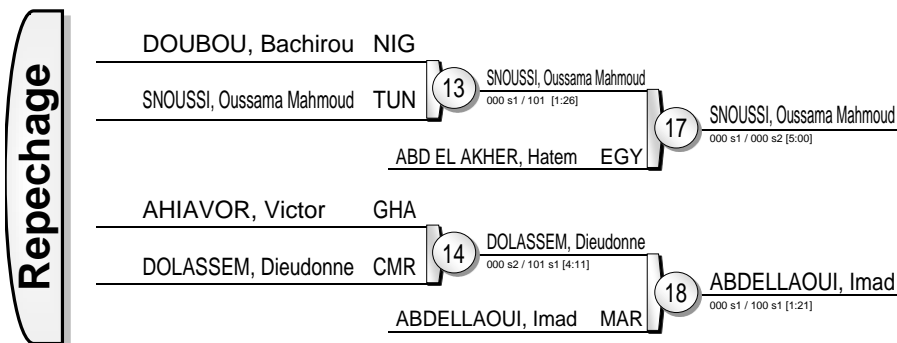 Repechage
DOUBOU, Bachirou NIG
SNOUSSI, Oussama Mahmoud TUN
13
SNOUSSI, Oussama Mahmoud
000 s1 / 101 [1:26]
ABD EL AKHER, Hatem EGY
17
SNOUSSI, Oussama Mahmoud
000 s1 / 000 s2 [5:00]
AHIAVOR, Victor GHA
DOLASSEM, Dieudonne CMR
14
DOLASSEM, Dieudonne
000 s2 / 101 s1 [4:11]
ABDELLAOUI, Imad MAR
18
ABDELLAOUI, Imad
000 s1 / 100 s1 [1:21]